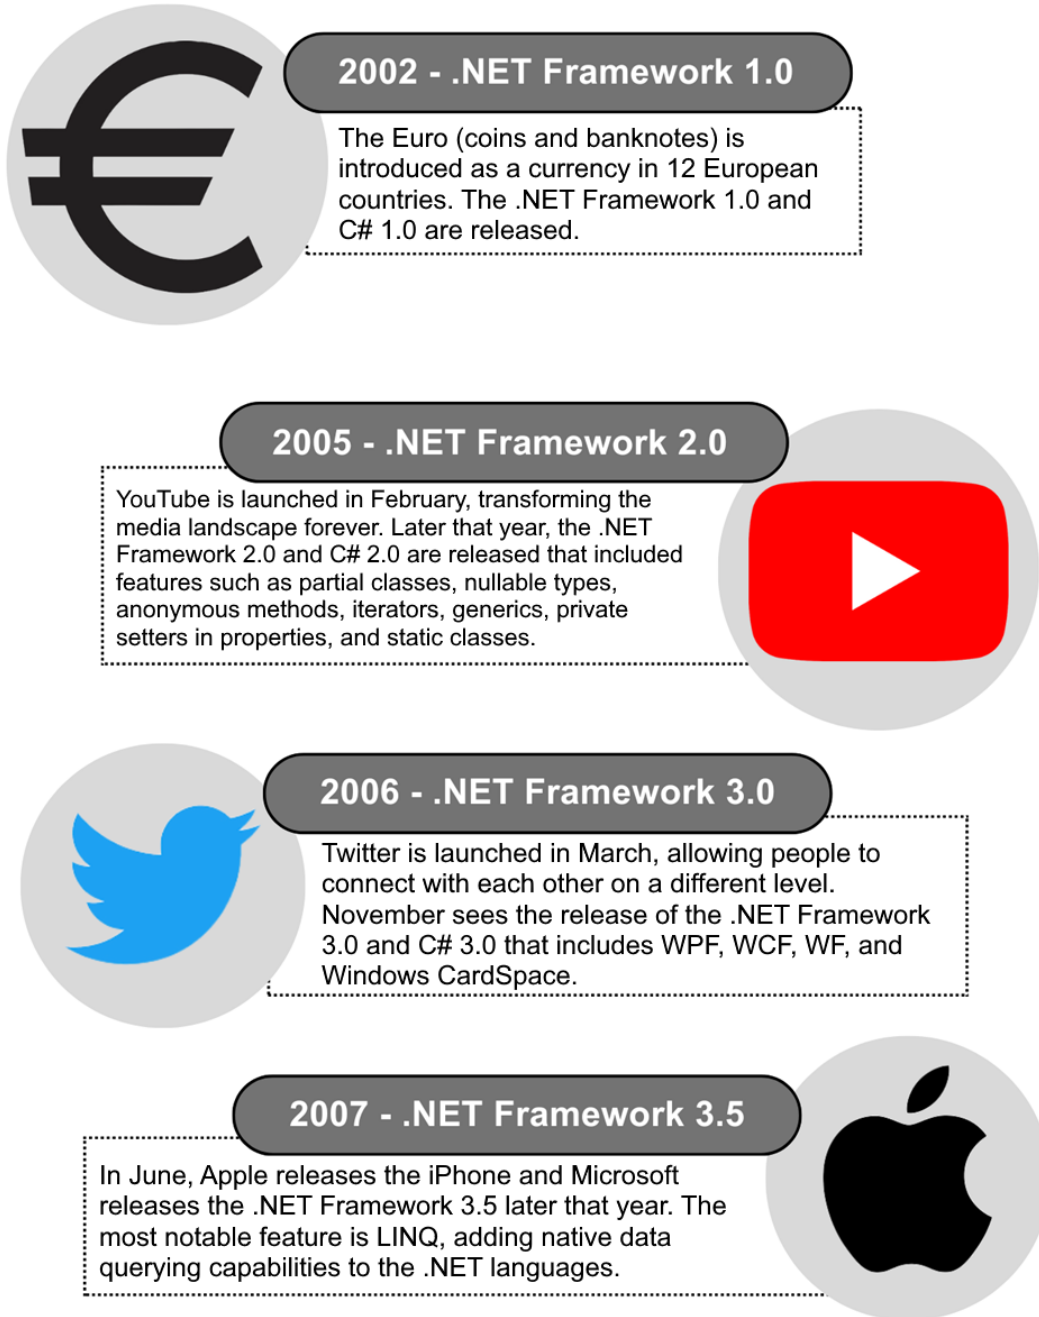 2002 - .NET Framework 1.0
The Euro (coins and banknotes) is
introduced as a currency in 12 European
countries. The .NET Framework 1.0 and
C# 1.0 are released.
2005 - .NET Framework 2.0
YouTube is launched in February, transforming the
media landscape forever. Later that year, the .NET
Framework 2.0 and C# 2.0 are released that included
features such as partial classes, nullable types,
anonymous methods, iterators, generics, private
setters in properties, and static classes.
2006 - .NET Framework 3.0
Twitter is launched in March, allowing people to
connect with each other on a different level.
November sees the release of the .NET Framework
3.0 and C# 3.0 that includes WPF, WCF, WF, and
Windows CardSpace.
2007 - .NET Framework 3.5
In June, Apple releases the iPhone and Microsoft
releases the .NET Framework 3.5 later that year. The
most notable feature is LINQ, adding native data
querying capabilities to the .NET languages.